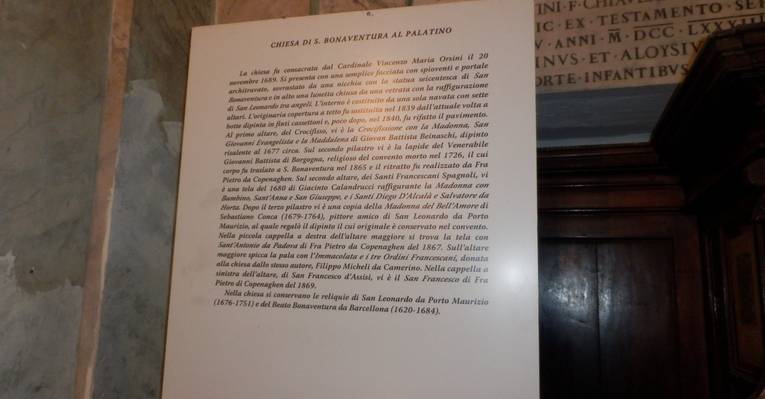 CHIESA DI S. BONAVENTURA AL PALATINO
La chiesa fu consacrata dal Cardinale Vincenzo Maria Orsini il 20
novembre 1689. Si presenta con una semplice facciata con spioventi e portale
architravato, sovrastato da una nicchia con la statua seicentesca di San
Bonaventura e in alto una lunetta chiusa da una vetrata con la raffigurazione
di San Leonardo tra angeli. L'interno è costituito da una sola navata con sette
altari. L'originaria copertura a tetto fu sostituita nel 1839 dall'attuale volta a
botte dipinta in finti cassettoni e, poco dopo, nel 1840, fu rifatto il pavimento.
Al primo altare, del Crocifisso, vi è la Crocifissione con la Madonna, San
Giovanni Evangelista e la Maddalena di Giovan Battista Beinaschi, dipinto
risalente al 1677 circa. Sul secondo pilastro vi è la lapide del Venerabile
Giovanni Battista di Borgogna, religioso del convento morto nel 1726, il cui
corpo fu traslato a S. Bonaventura nel 1865 e il ritratto fu realizzato da Fra
Pietro da Copenaghen. Sul secondo altare, dei Santi Francescani Spagnoli, vi
è una tela del 1680 di Giacinto Calandrucci raffigurante la Madonna con
Bambino, Sant'Anna e San Giuseppe, e i Santi Diego D'Alcalà e Salvatore da
Horta. Dopo il terzo pilastro vi è una copia della Madonna del Bell'Amore di
Sebastiano Conca (1679-1764), pittore amico di San Leonardo da Porto
Maurizio, al quale regalò il dipinto il cui originale è conservato nel convento.
Nella piccola cappella a destra dell'altare maggiore si trova la tela con
Sant'Antonio da Padova di Fra Pietro da Copenaghen del 1867. Sull'altare
maggiore spicca la pala con l'Immacolata e i tre Ordini Francescani, donata
alla chiesa dallo stesso autore, Filippo Micheli da Camerino. Nella cappella a
sinistra dell'altare, di San Francesco d'Assisi, vi è il San Francesco di Fra
Pietro di Copenaghen del 1869.
Nella chiesa si conservano le reliquie di San Leonardo da Porto Maurizio
(1676-1751) e del Beato Bonaventura da Barcellona (1620-1684).
TINI·F·
IC·EX·TESTAMENTO·SE
V·ANNI·M·DCC·LXXXIII
NVS·ET·ALOYSIV
ORTE·INFANTIBVS